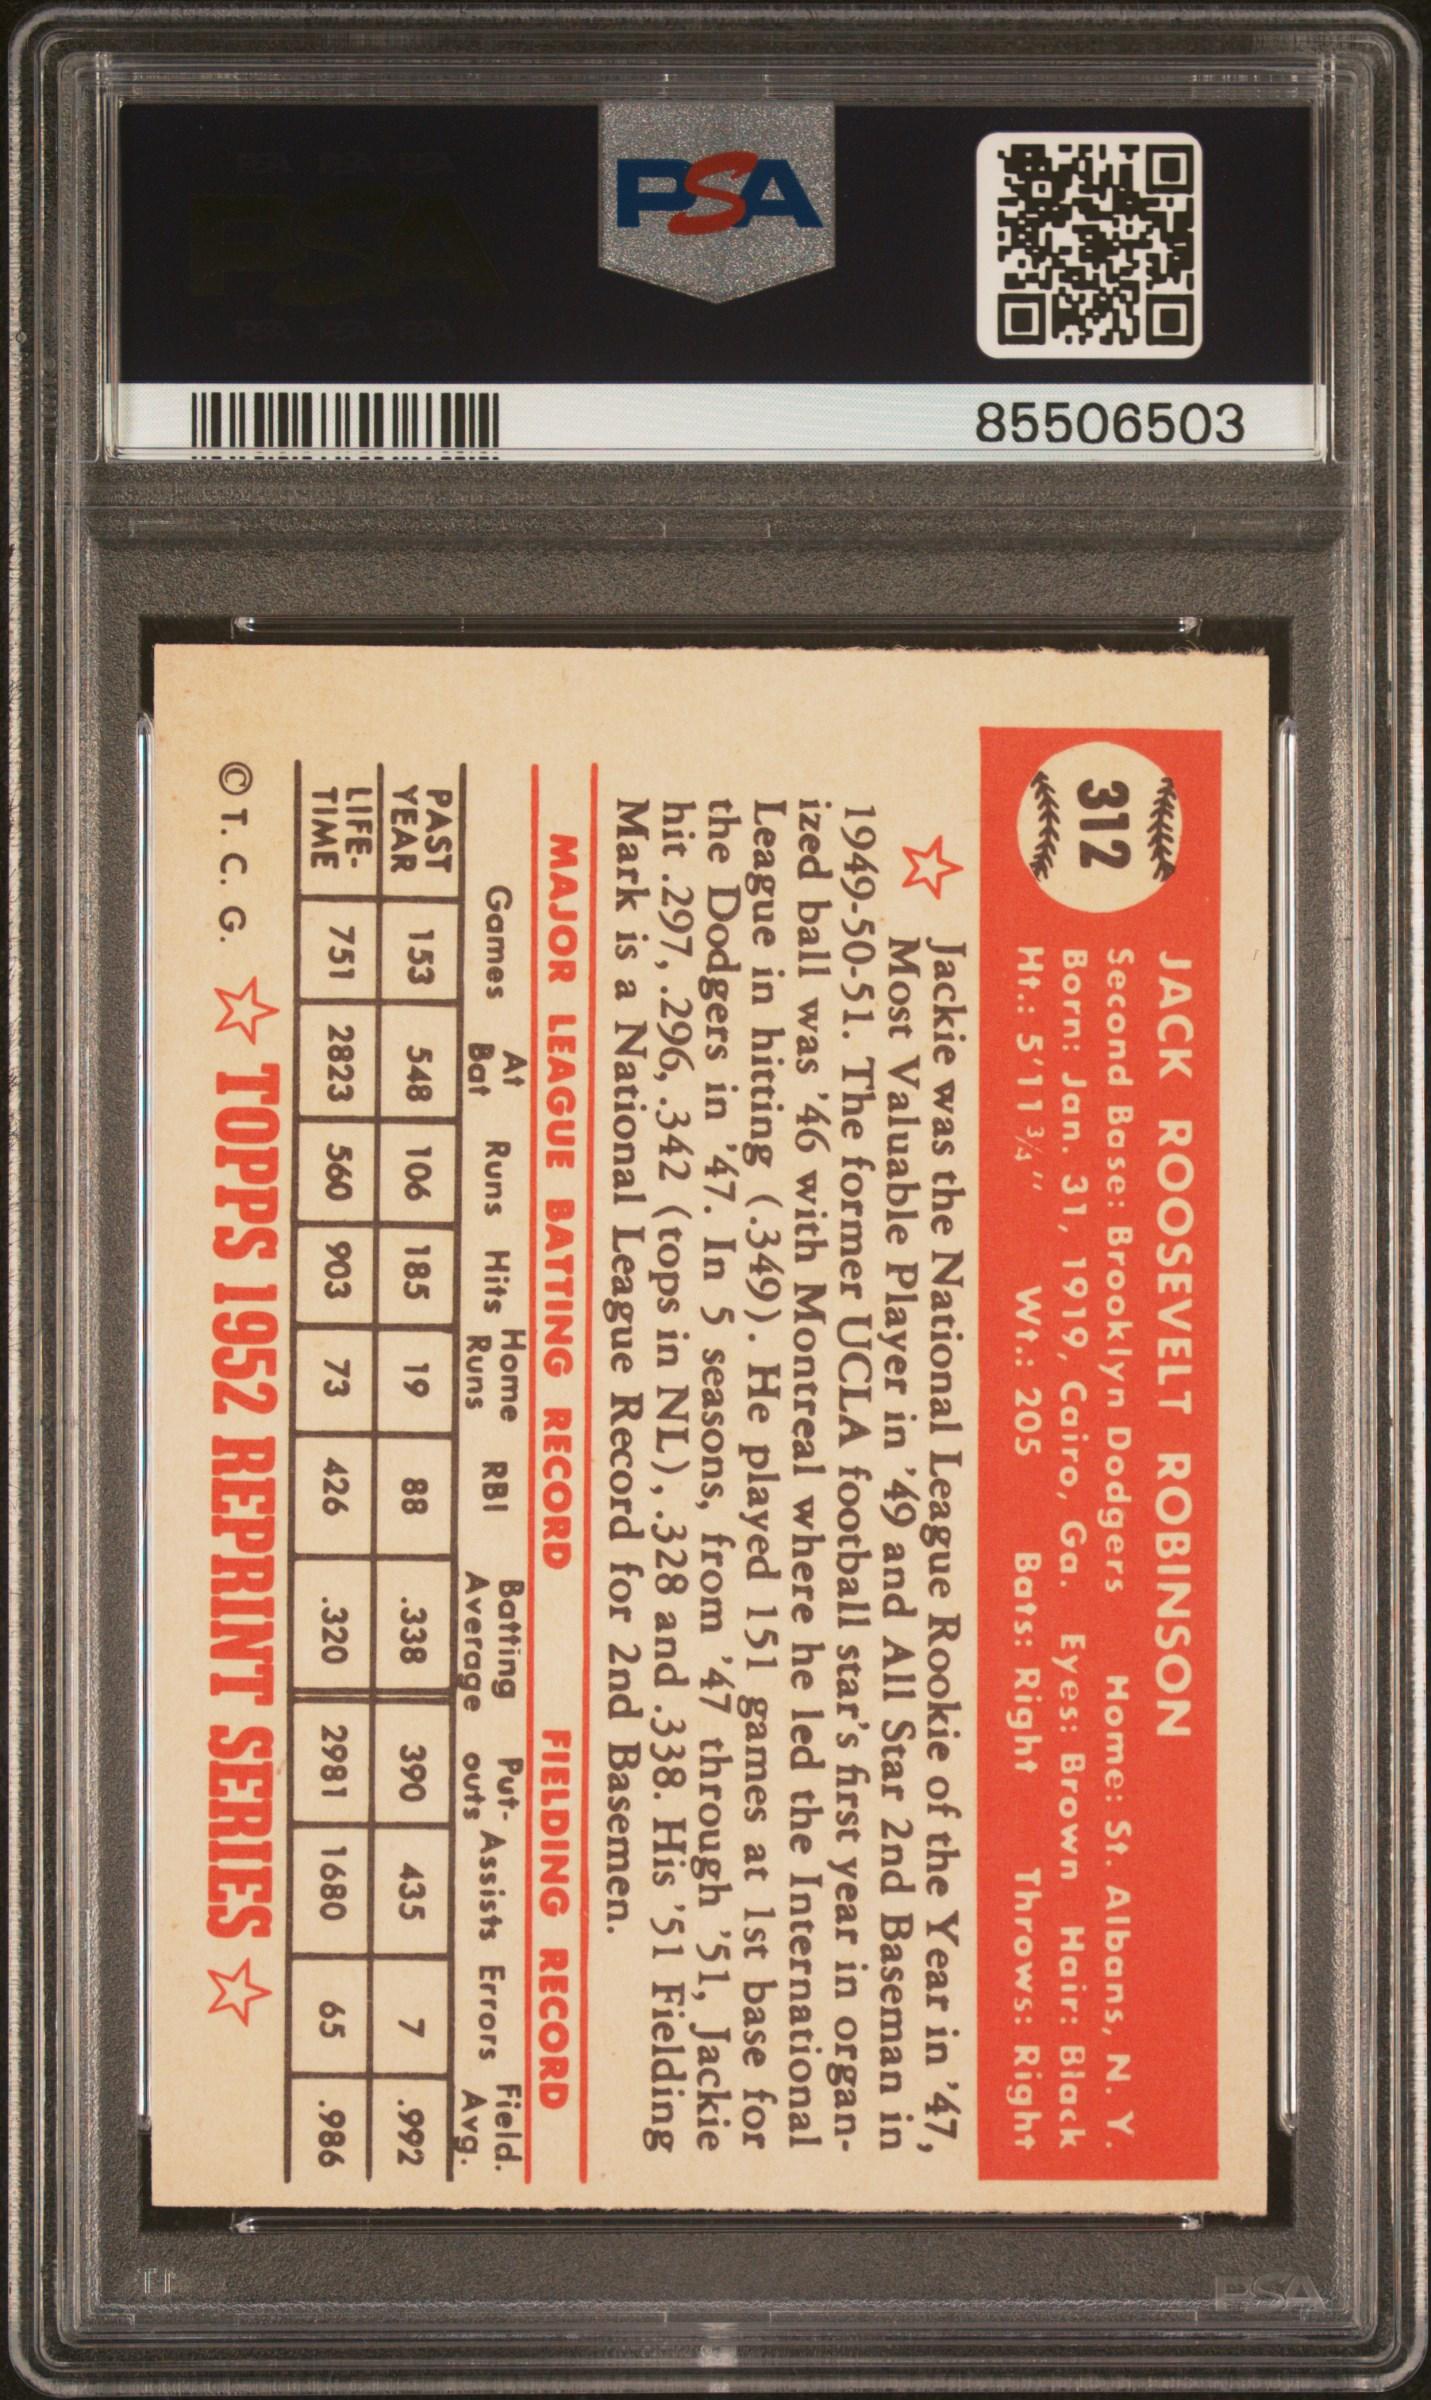 PSA
PSA PSA PSA
PSA
PSA PSA PSA
85506503
312
JACK ROOSEVELT ROBINSON
Second Base: Brooklyn Dodgers Home: St. Albans, N. Y.
Born: Jan. 31, 1919, Cairo, Ga. Eyes: Brown Hair: Black
Ht.: 5'11 3/4" Wt.: 205 Bats: Right Throws: Right
Jackie was the National League Rookie of the Year in '47,
Most Valuable Player in '49 and All Star 2nd Baseman in
1949-50-51. The former UCLA football star's first year in organ-
ized ball was '46 with Montreal where he led the International
League in hitting (.349). He played 151 games at 1st base for
the Dodgers in '47. In 5 seasons, from '47 through '51, Jackie
hit .297, .296, .342 (tops in NL), .328 and .338. His '51 Fielding
Mark is a National League Record for 2nd Basemen.
MAJOR LEAGUE BATTING RECORD FIELDING RECORD
Games At Bat Runs Hits Home Runs RBI Batting Average Put-outs Assists Errors Field. Avg.
PAST YEAR 153 548 106 185 19 88 .338 390 435 7 .992
LIFE-TIME 751 2823 560 903 73 426 .320 2981 1680 65 .986
© T. C. G. TOPPS 1952 REPRINT SERIES
PSA